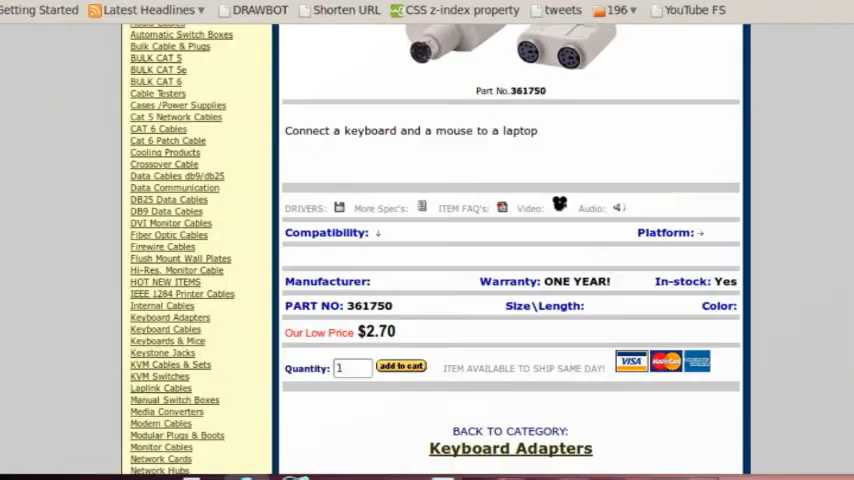 Getting Started Latest Headlines DRAWBOT Shorten URL CSS z-index property tweets 196 YouTube FS
Automatic Switch Boxes
Bulk Cable & Plugs
BULK CAT 5
BULK CAT 5e
BULK CAT 6
Cable Testers
Cases /Power Supplies
Cat 5 Network Cables
CAT 6 Cables
Cat 6 Patch Cable
Cooling Products
Crossover Cable
Data Cables db9/db25
Data Communication
DB25 Data Cables
DB9 Data Cables
DVI Monitor Cables
Fiber Optic Cables
Firewire Cables
Flush Mount Wall Plates
Hi-Res. Monitor Cable
HOT NEW ITEMS
IEEE 1284 Printer Cables
Internal Cables
Keyboard Adapters
Keyboard Cables
Keyboards & Mice
Keystone Jacks
KVM Cables & Sets
KVM Switches
Laplink Cables
Manual Switch Boxes
Media Converters
Modem Cables
Modular Plugs & Boots
Monitor Cables
Network Cards
Network Hubs
Part No.361750
Connect a keyboard and a mouse to a laptop
DRIVERS: More Spec's: ITEM FAQ's: Video: Audio:
Compatibility: ↓ Platform: →
Manufacturer: Warranty: ONE YEAR! In-stock: Yes
PART NO: 361750 Size\Length: Color:
Our Low Price $2.70
Quantity: 1 add to cart ITEM AVAILABLE TO SHIP SAME DAY! VISA MasterCard
BACK TO CATEGORY:
Keyboard Adapters